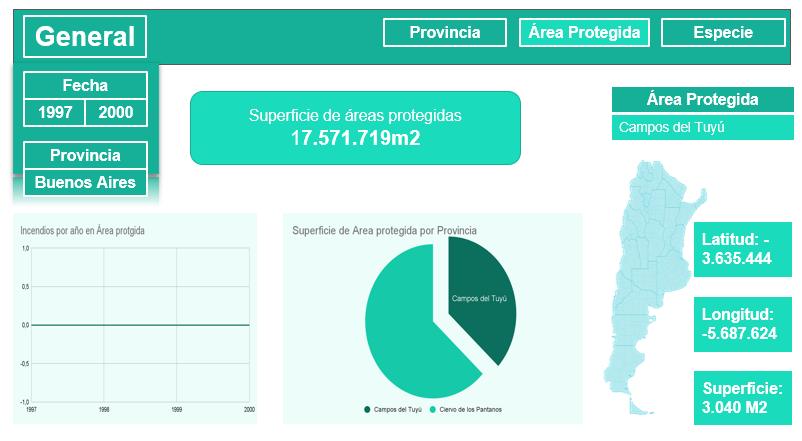 General
Provincia
Área Protegida
Especie
Fecha
1997
2000
Provincia
Buenos Aires
Superficie de áreas protegidas
17.571.719m2
Área Protegida
Campos del Tuyú
Incendios por año en Área protgida
1,0
0,5
0,0
-0,5
-1,0
1997
1998
1999
2000
Superficie de Area protegida por Provincia
Campos del Tuyú
Campos del Tuyú
Ciervo de los Pantanos
Latitud: -
3.635.444
Longitud:
-5.687.624
Superficie:
3.040 M2